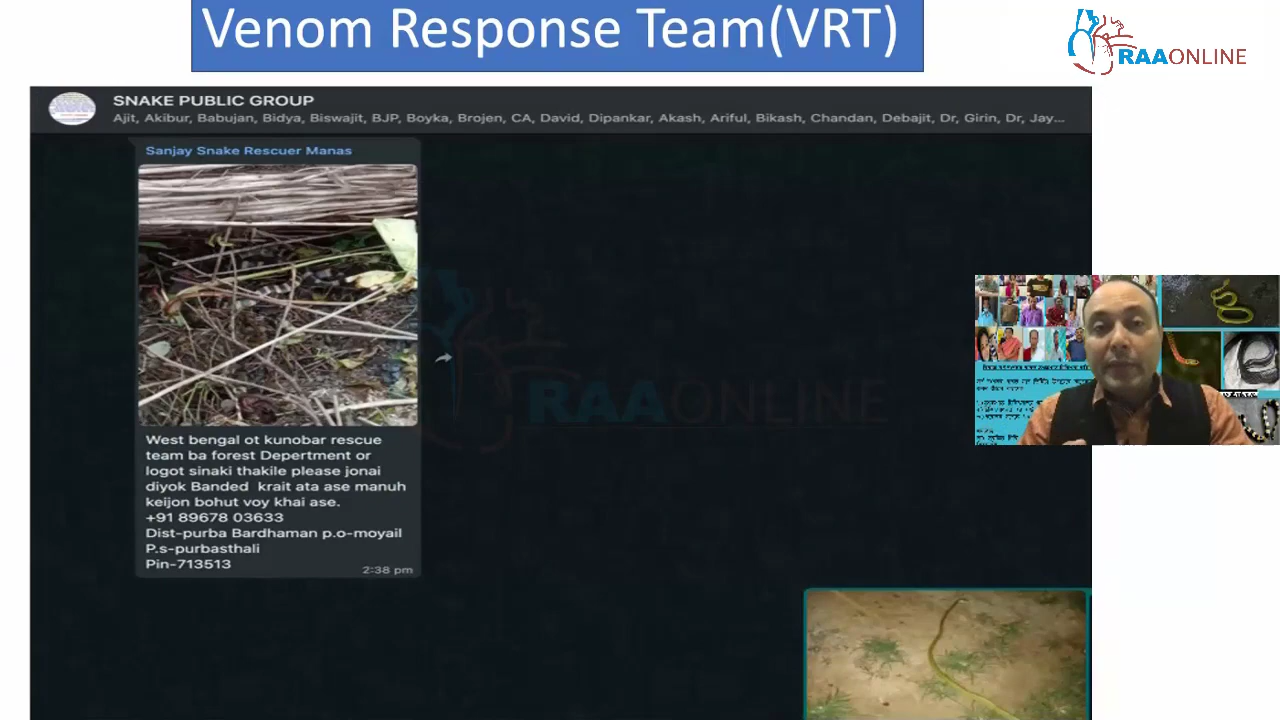 Venom Response Team(VRT)
RAAONLINE
SNAKE PUBLIC GROUP
Ajit, Akibur, Babujan, Bidya, Biswajit, BJP, Boyka, Brojen, CA, David, Dipankar, Akash, Ariful, Bikash, Chandan, Debajit, Dr, Girin, Dr, Jay...
Sanjay Snake Rescuer Manas
West bengal ot kunobar rescue
team ba forest Depertment or
logot sinaki thakile please jonai
diyok Banded krait ata ase manuh
keijon bohut voy khai ase.
+91 89678 03633
Dist-purba Bardhaman p.o-moyail
P.s-purbasthali
Pin-713513
2:38 pm
RAAONLINE